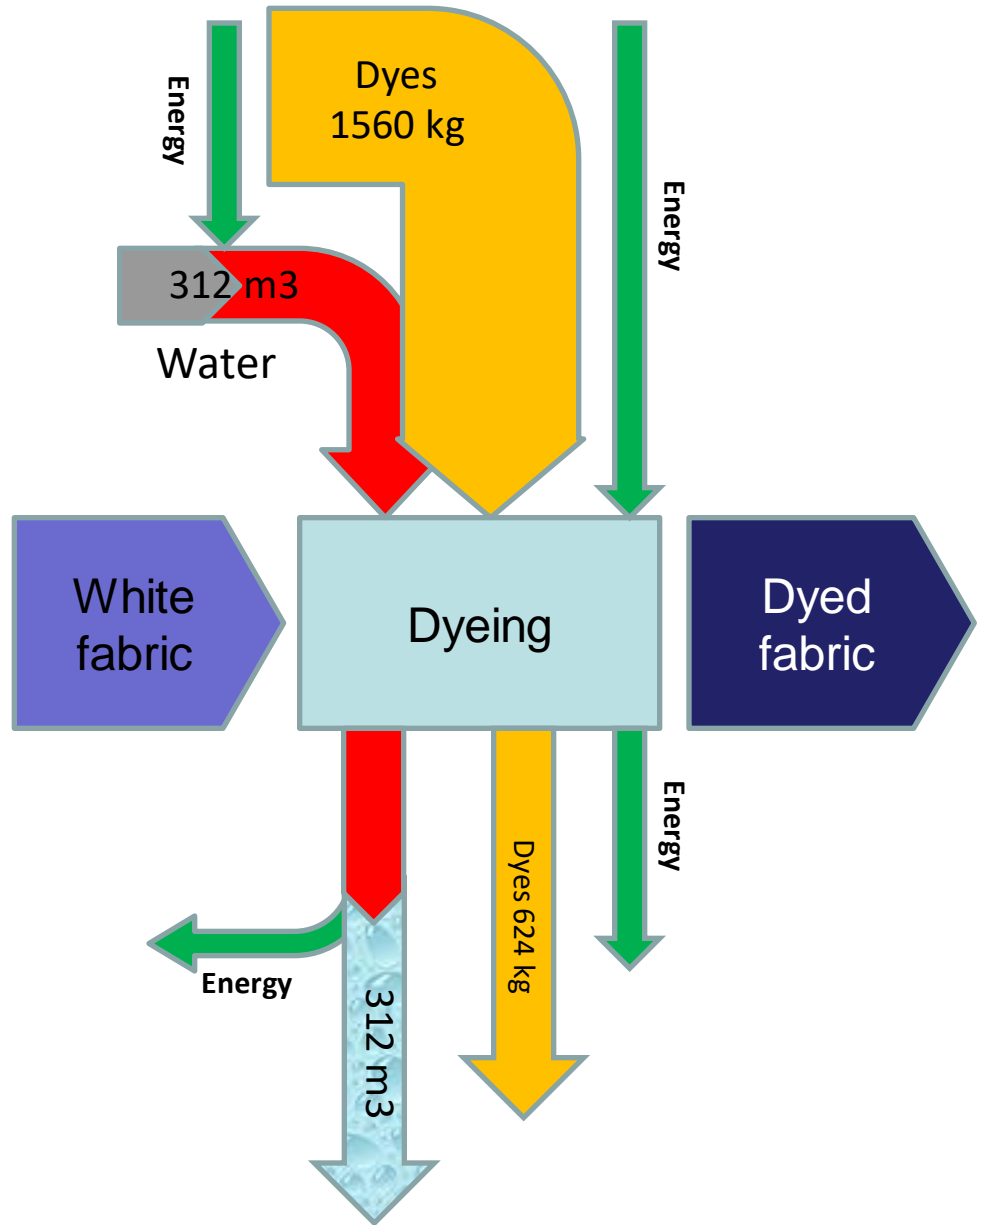 Dyes
1560 kg
Energy
Energy
312 m3
Water
White
fabric
Dyeing
Dyed
fabric
Energy
Dyes 624 kg
Energy
312 m3